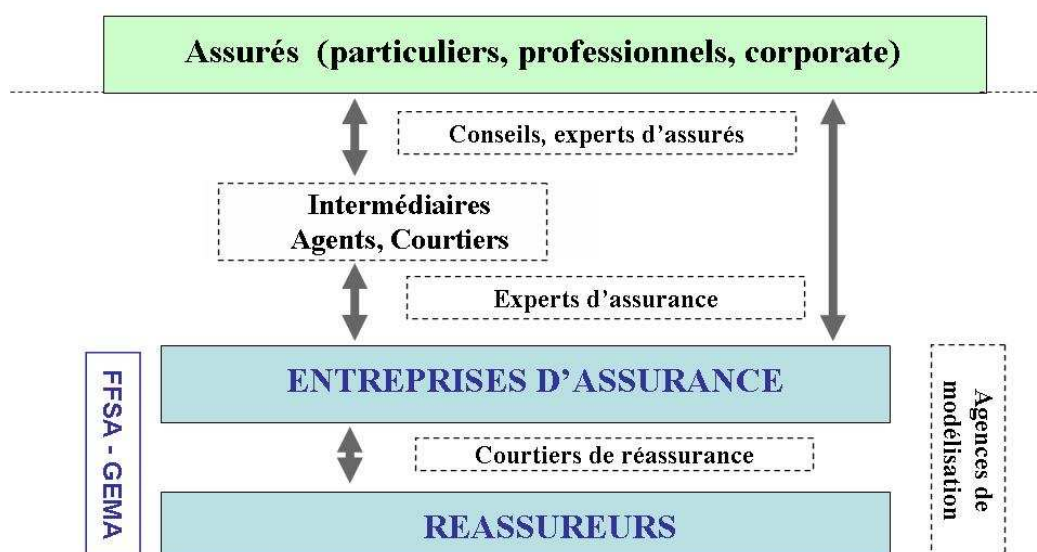 Assurés (particuliers, professionnels, corporate)
Conseils, experts d'assurés
Intermédiaires
Agents, Courtiers
Experts d'assurance
ENTREPRISES D'ASSURANCE
FFSA - GEMA
Agences de
modélisation
Courtiers de réassurance
REASSUREURS